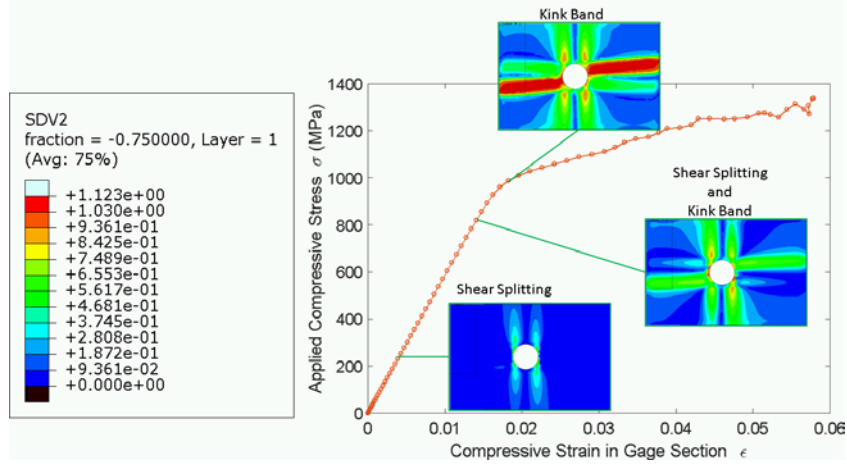 SDV2
fraction = -0.750000, Layer = 1
(Avg: 75%)
+1.123e+00
+1.030e+00
+9.361e-01
+8.425e-01
+7.489e-01
+6.553e-01
+5.617e-01
+4.681e-01
+3.745e-01
+2.808e-01
+1.872e-01
+9.361e-02
+0.000e+00
Kink Band
Shear Splitting
and
Kink Band
Shear Splitting
Applied Compressive Stress σ (MPa)
1400
1200
1000
800
600
400
200
0
0
0.01
0.02
0.03
0.04
0.05
0.06
Compressive Strain in Gage Section ϵ